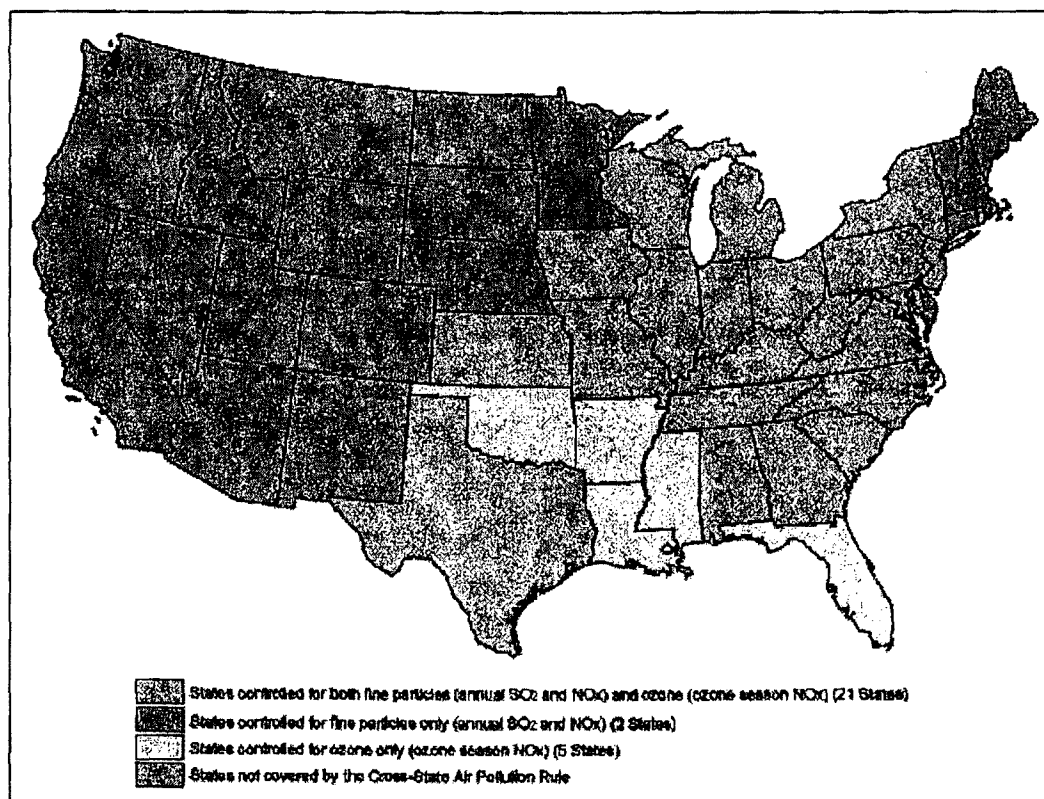 States controlled for both fine particles (annual SO2 and NOx) and ozone (ozone season NOx) (21 States)
States controlled for fine particles only (annual SO2 and NOx) (2 States)
States controlled for ozone only (ozone season NOx) (5 States)
States not covered by the Cross-State Air Pollution Rule